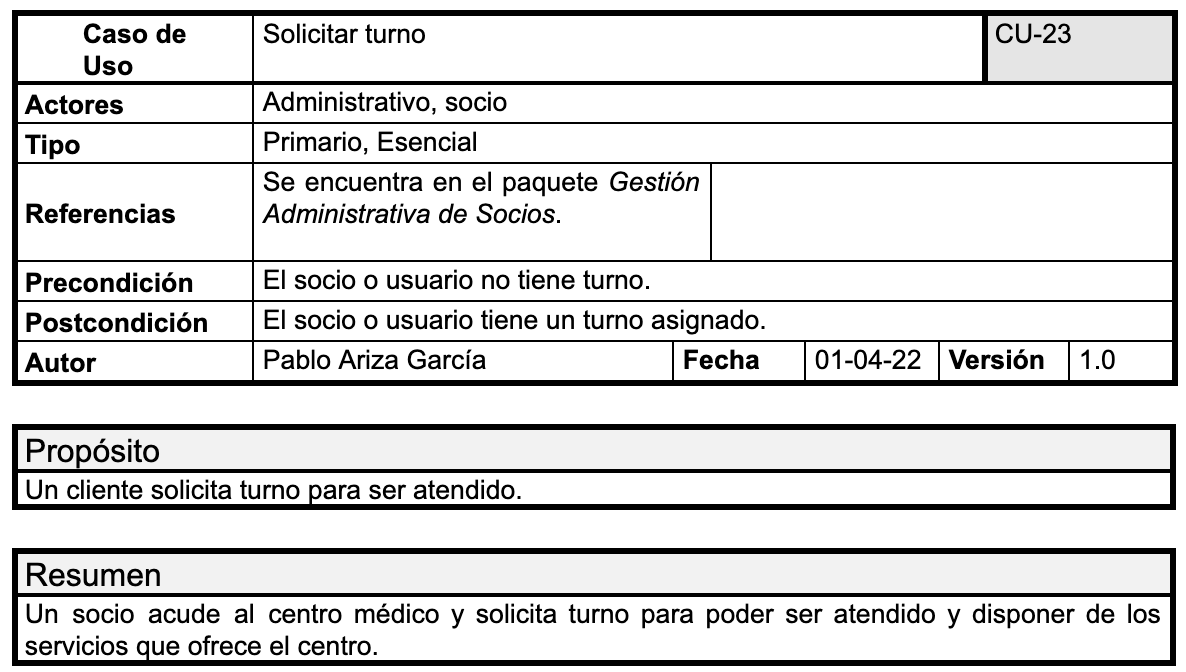 Caso de
Uso
Solicitar turno
CU-23
Actores
Administrativo, socio
Tipo
Primario, Esencial
Referencias
Se encuentra en el paquete Gestión
Administrativa de Socios.
Precondición
El socio o usuario no tiene turno.
Postcondición
El socio o usuario tiene un turno asignado.
Autor
Pablo Ariza García
Fecha
01-04-22
Versión
1.0
Propósito
Un cliente solicita turno para ser atendido.
Resumen
Un socio acude al centro médico y solicita turno para poder ser atendido y disponer de los
servicios que ofrece el centro.